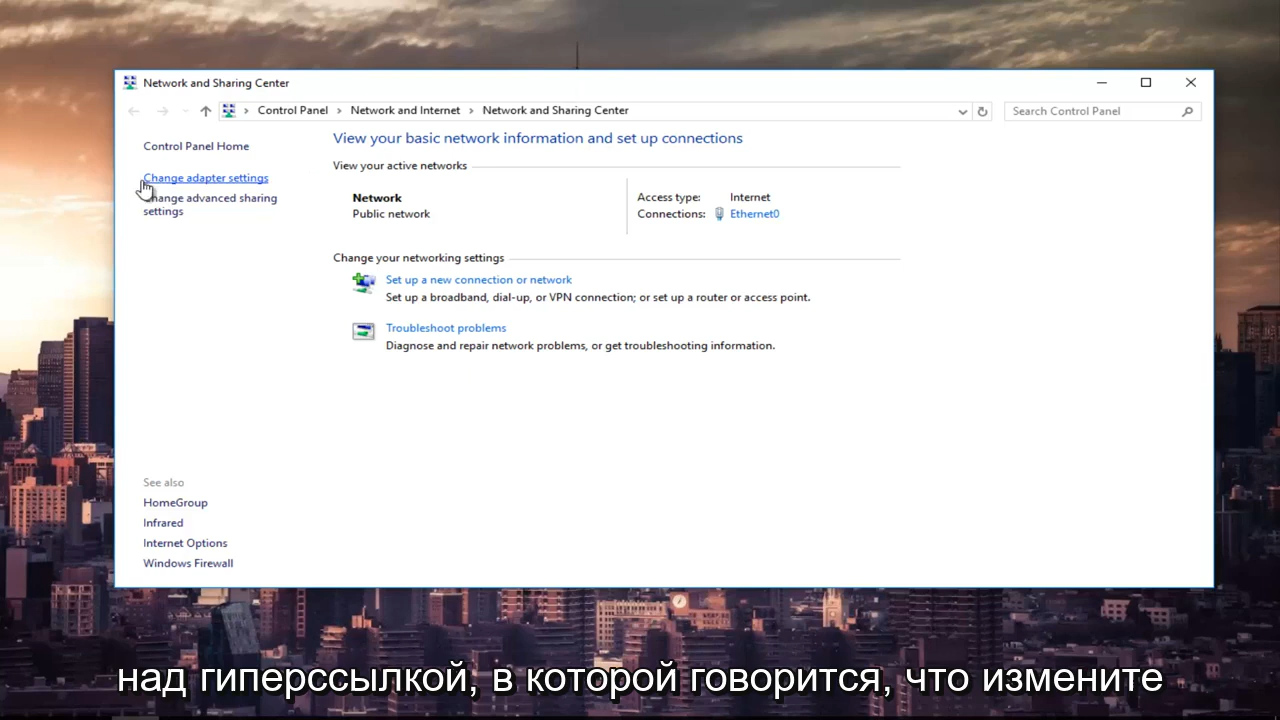 Network and Sharing Center
Control Panel > Network and Internet > Network and Sharing Center
Search Control Panel
Control Panel Home
Change adapter settings
Change advanced sharing
settings
View your basic network information and set up connections
View your active networks
Network
Public network
Access type: Internet
Connections: Ethernet0
Change your networking settings
Set up a new connection or network
Set up a broadband, dial-up, or VPN connection; or set up a router or access point.
Troubleshoot problems
Diagnose and repair network problems, or get troubleshooting information.
See also
HomeGroup
Infrared
Internet Options
Windows Firewall
над гиперссылкой, в которой говорится, что измените